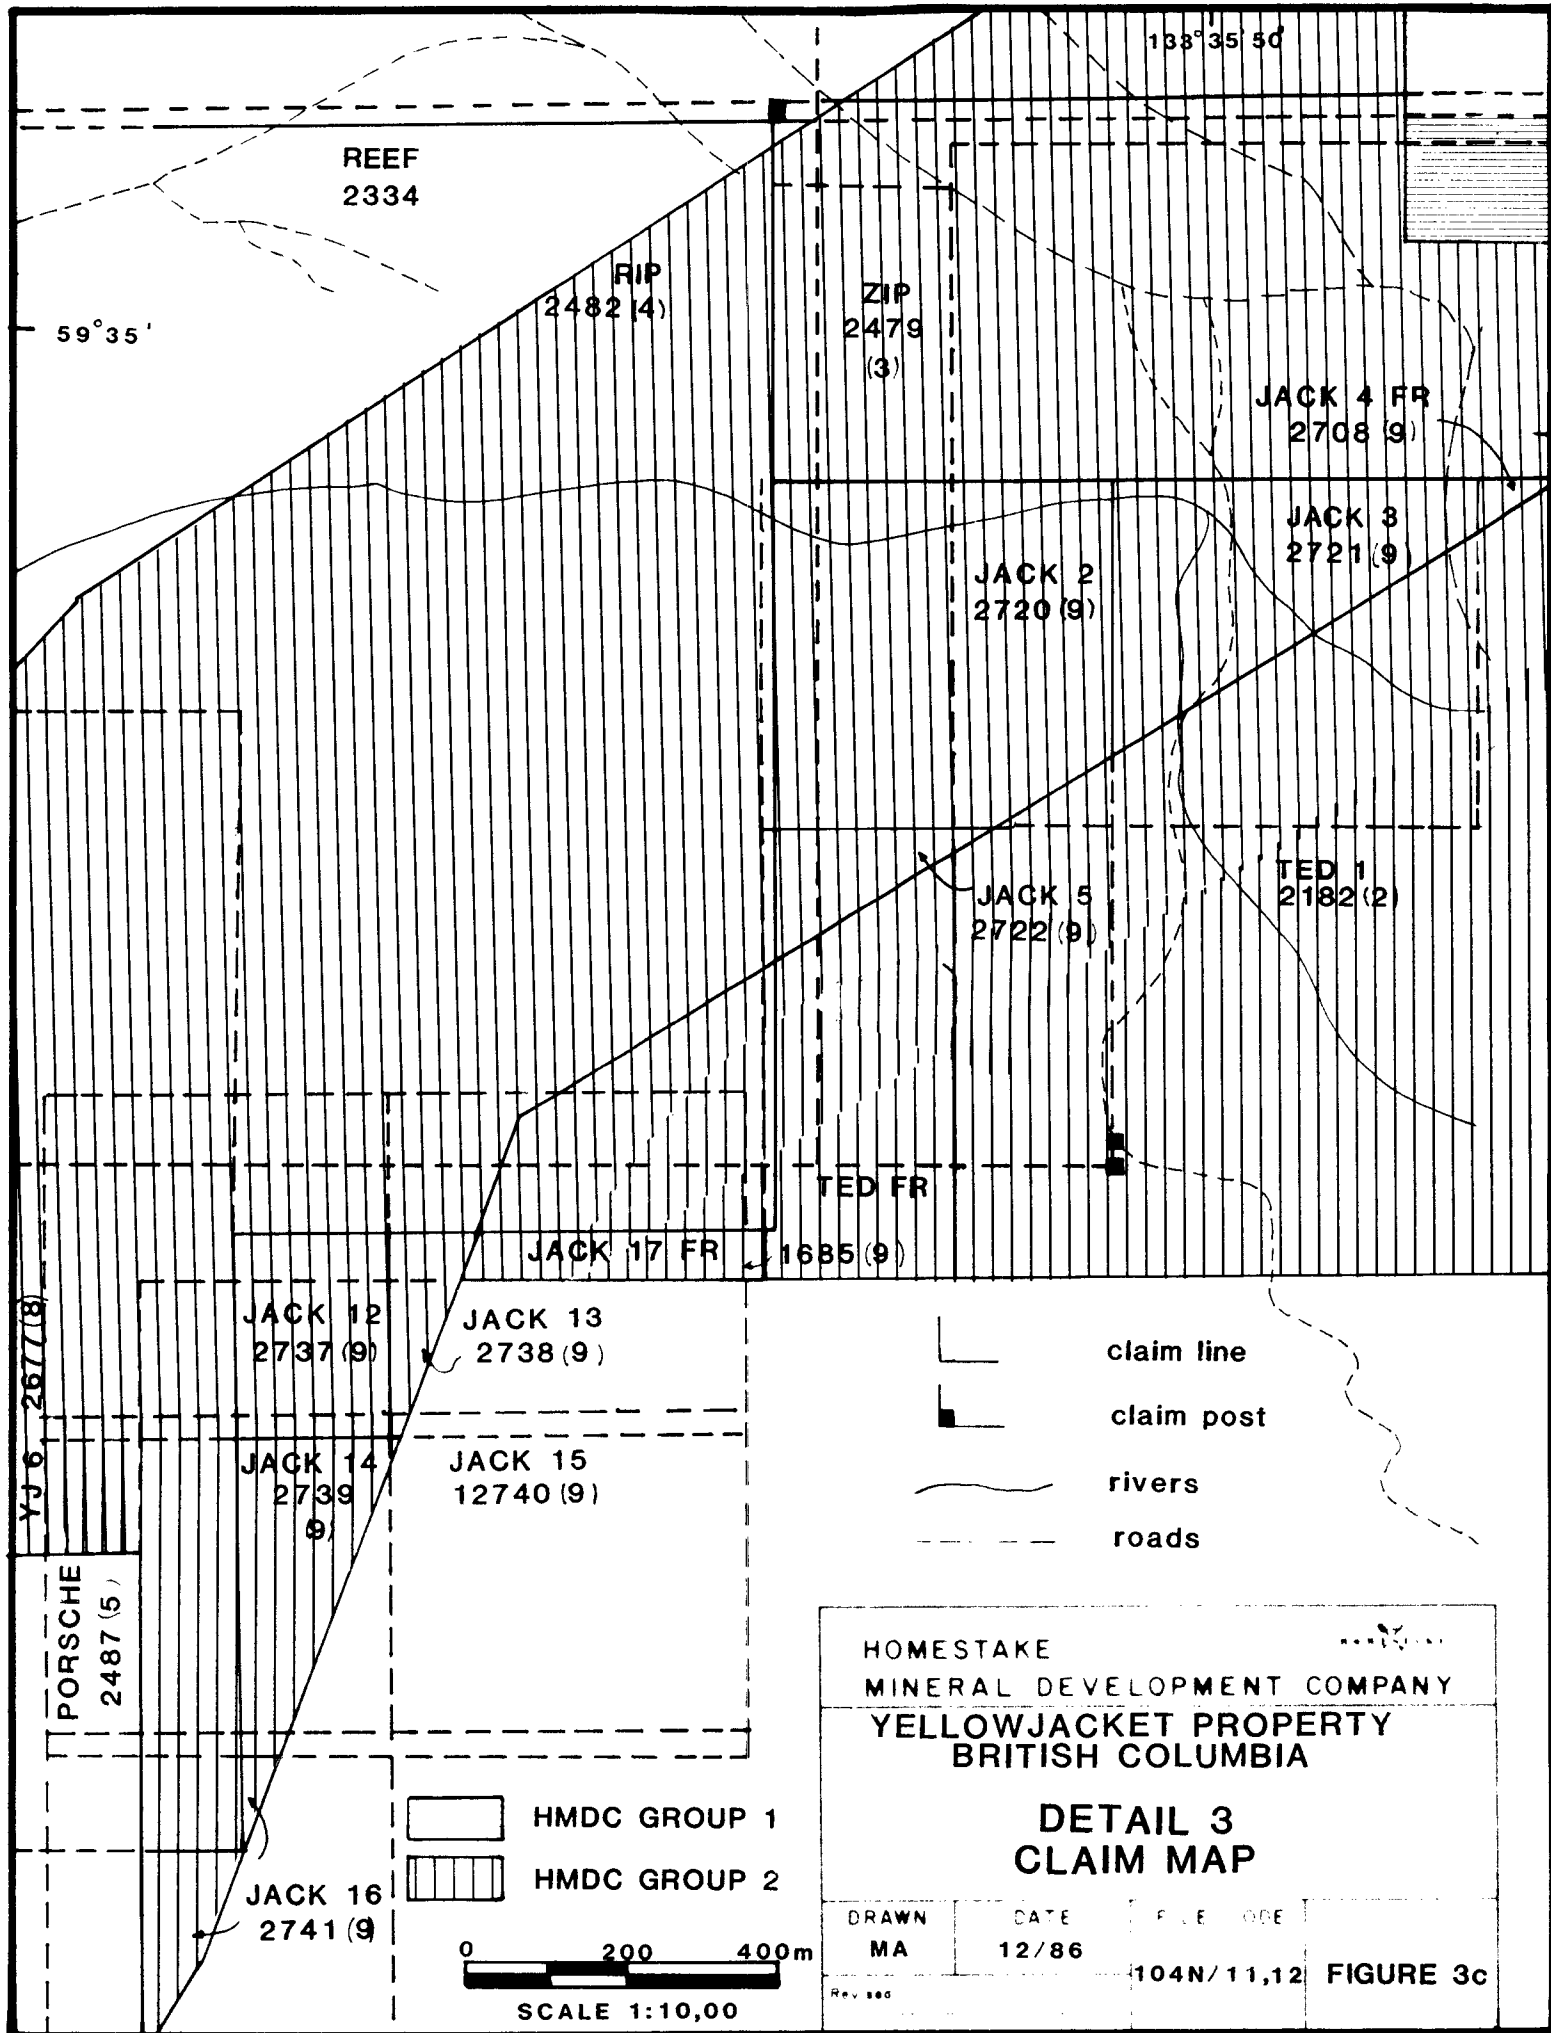 133°35'50"
REEF
2334
RIP
2482 (4)
ZIP
2479
(3)
59°35'
JACK 4 FR
2708 (9)
JACK 3
2721 (9)
JACK 2
2720 (9)
TED 1
2182 (2)
JACK 5
2722 (9)
TED FR
1685 (9)
JACK 17 FR
JACK 12
2737 (9)
JACK 13
2738 (9)
YJ 6 2677 (8)
JACK 14
2739
(9)
JACK 15
12740 (9)
PORSCHE
2487 (5)
JACK 16
2741 (9)
claim line
claim post
rivers
roads
HMDC GROUP 1
HMDC GROUP 2
0 200 400m
SCALE 1:10,00
HOMESTAKE
MINERAL DEVELOPMENT COMPANY
YELLOWJACKET PROPERTY
BRITISH COLUMBIA
DETAIL 3
CLAIM MAP
DRAWN
MA
DATE
12/86
104N/11,12
FIGURE 3c